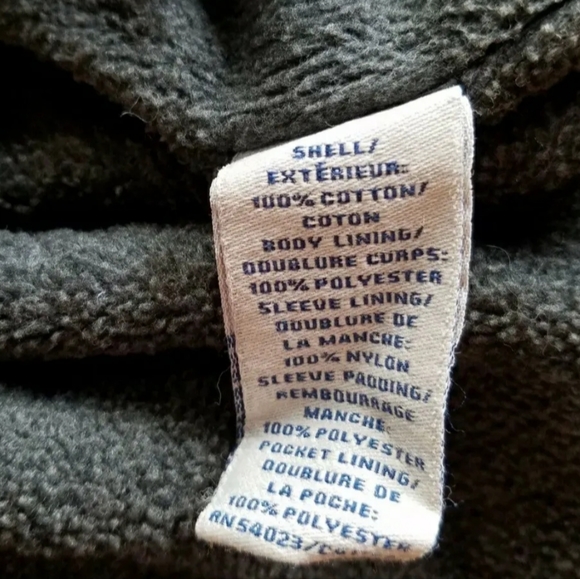 SHELL/
EXTÉRIEUR:
100% COTTON/
COTON
BODY LINING/
DOUBLURE CORPS:
100% POLYESTER
SLEEVE LINING/
DOUBLURE DE
LA MANCHE:
100% NYLON
SLEEVE PADDING/
REMBOURRAGE
MANCHE:
100% POLYESTER
POCKET LINING/
DOUBLURE DE
LA POCHE:
100% POLYESTER
RN54023/